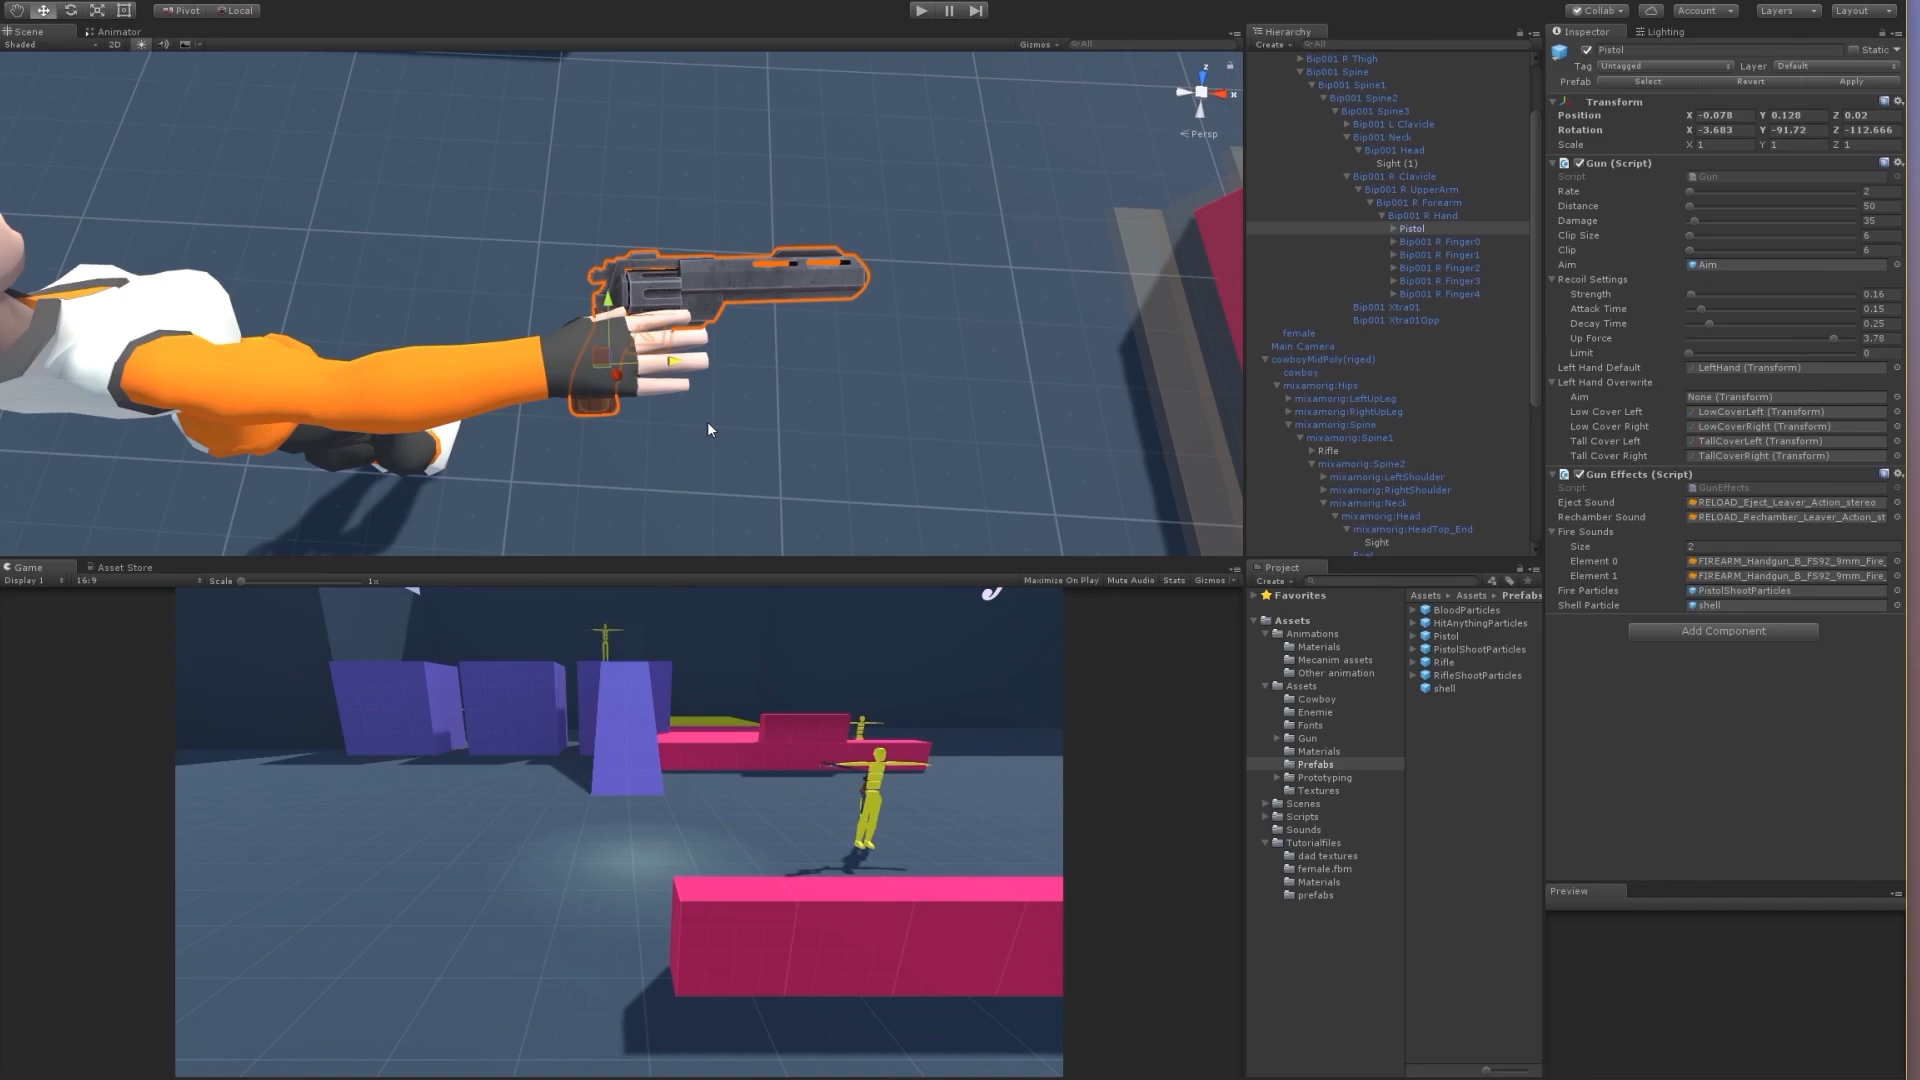 Pivot Local Collab Account Layers Layout
Scene Animator
Shaded 2D Gizmos All
z
x
Persp
Hierarchy
Create All
Bip001 R Thigh
Bip001 Spine
Bip001 Spine1
Bip001 Spine2
Bip001 Spine3
Bip001 L Clavicle
Bip001 Neck
Bip001 Head
Sight (1)
Bip001 R Clavicle
Bip001 R UpperArm
Bip001 R Forearm
Bip001 R Hand
Pistol
Bip001 R Finger0
Bip001 R Finger1
Bip001 R Finger2
Bip001 R Finger3
Bip001 R Finger4
Bip001 Xtra01
Bip001 Xtra01Opp
female
Main Camera
cowboyMidPoly(riged)
cowboy
mixamorig:Hips
mixamorig:LeftUpLeg
mixamorig:RightUpLeg
mixamorig:Spine
mixamorig:Spine1
Rifle
mixamorig:Spine2
mixamorig:LeftShoulder
mixamorig:RightShoulder
mixamorig:Neck
mixamorig:Head
mixamorig:HeadTop_End
Sight
Inspector Lighting
Pistol Static
Tag Untagged Layer Default
Prefab Select Revert Apply
Transform
Position X -0.078 Y 0.128 Z 0.02
Rotation X -3.683 Y -91.72 Z -112.666
Scale X 1 Y 1 Z 1
Gun (Script)
Script Gun
Rate 2
Distance 50
Damage 35
Clip Size 6
Clip 6
Aim Aim
Recoil Settings
Strength 0.16
Attack Time 0.15
Decay Time 0.25
Up Force 3.78
Limit 0
Left Hand Default LeftHand (Transform)
Left Hand Overwrite
Aim None (Transform)
Low Cover Left LowCoverLeft (Transform)
Low Cover Right LowCoverRight (Transform)
Tall Cover Left TallCoverLeft (Transform)
Tall Cover Right TallCoverRight (Transform)
Gun Effects (Script)
Script GunEffects
Eject Sound RELOAD_Eject_Leaver_Action_stereo
Rechamber Sound RELOAD_Rechamber_Leaver_Action_st
Fire Sounds
Size 2
Element 0 FIREARM_Handgun_B_FS92_9mm_Fire_
Element 1 FIREARM_Handgun_B_FS92_9mm_Fire_
Fire Particles PistolShootParticles
Shell Particle shell
Add Component
Preview
Game Asset Store
Display 1 16:9 Scale 1x Maximize On Play Mute Audio Stats Gizmos
Project
Create
Favorites
Assets
Animations
Materials
Mecanim assets
Other animation
Assets
Cowboy
Enemie
Fonts
Gun
Materials
Prefabs
Prototyping
Textures
Scenes
Scripts
Sounds
Tutorialfiles
dad textures
female.fbm
Materials
prefabs
Assets Assets Prefabs
BloodParticles
HitAnythingParticles
Pistol
PistolShootParticles
Rifle
RifleShootParticles
shell